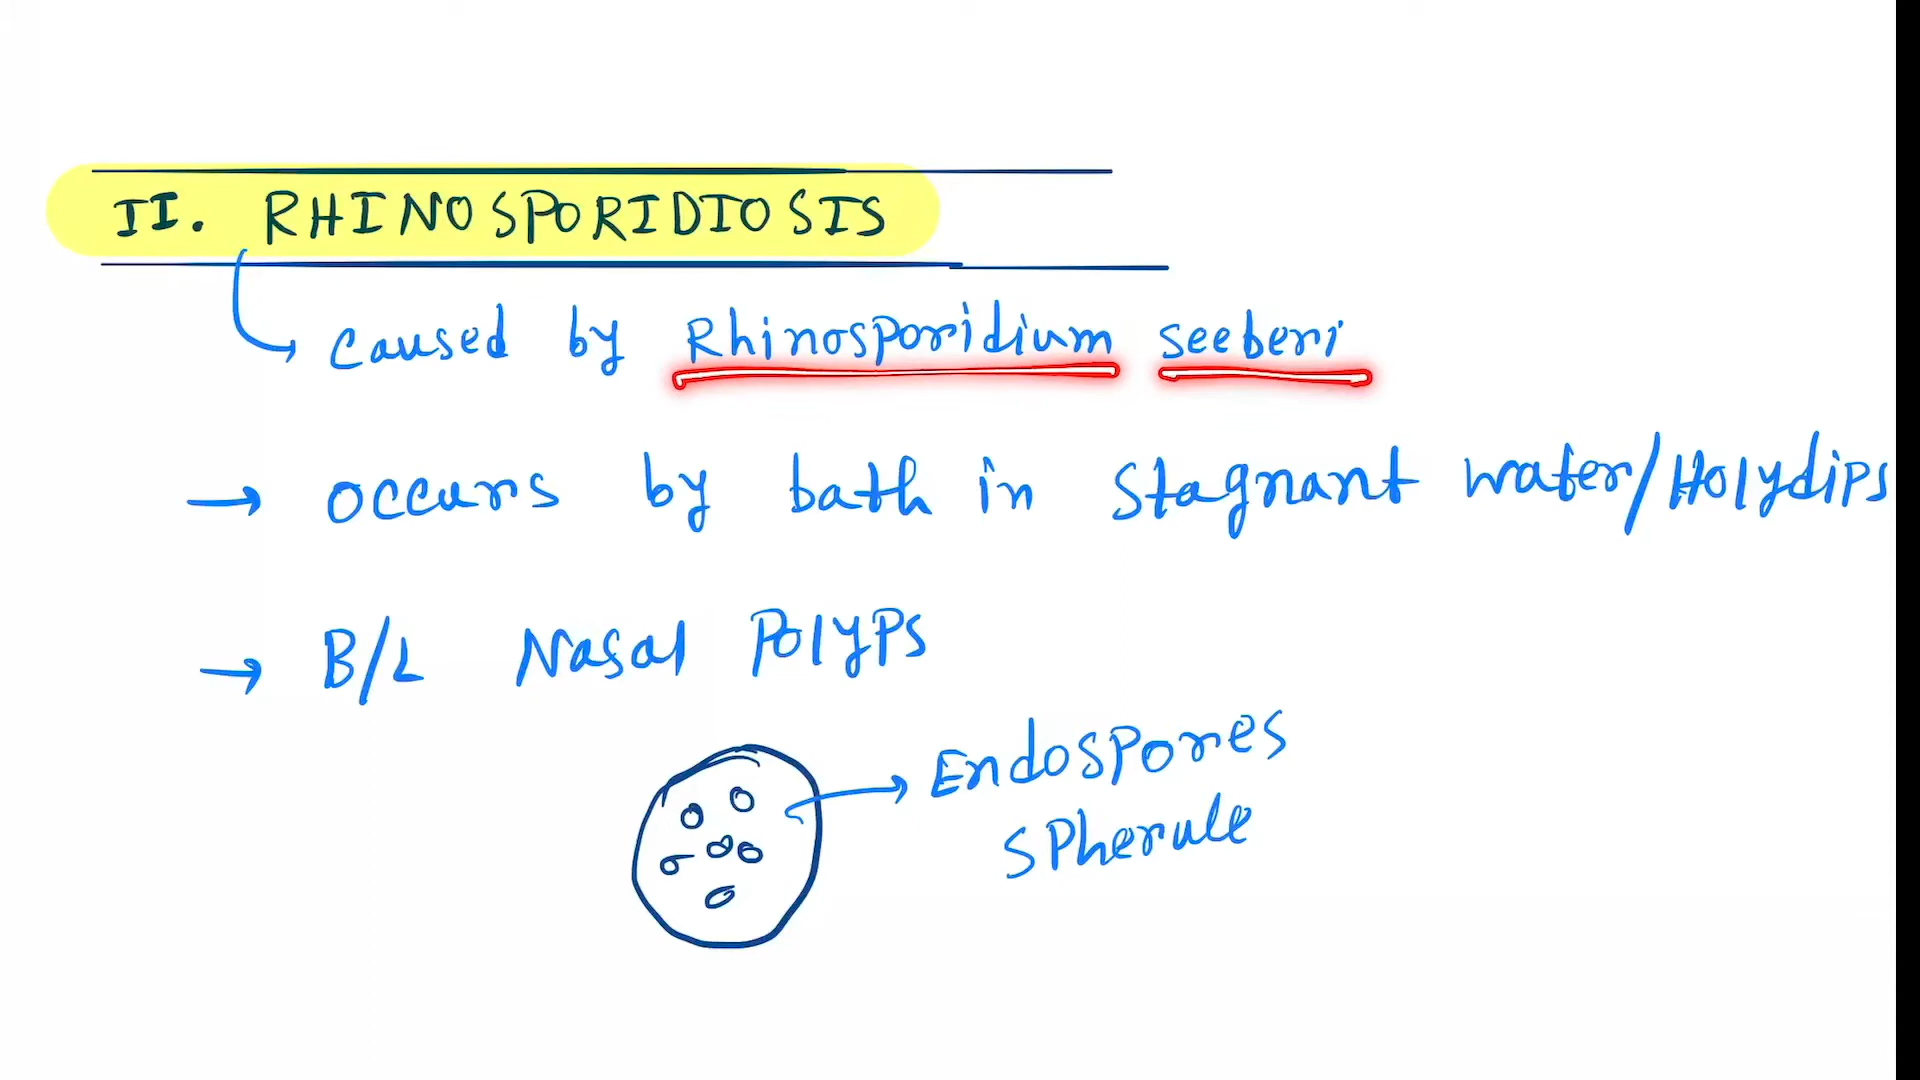 II. RHINOSPORIDIOSIS
caused by Rhinosporidium seeberi
→ occurs by bath in stagnant water/Holydips
→ B/L Nasal Polyps
→ Endospores
spherule